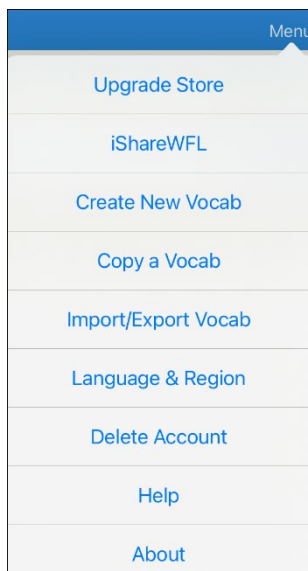 Menu
Upgrade Store
iShareWFL
Create New Vocab
Copy a Vocab
Import/Export Vocab
Language & Region
Delete Account
Help
About